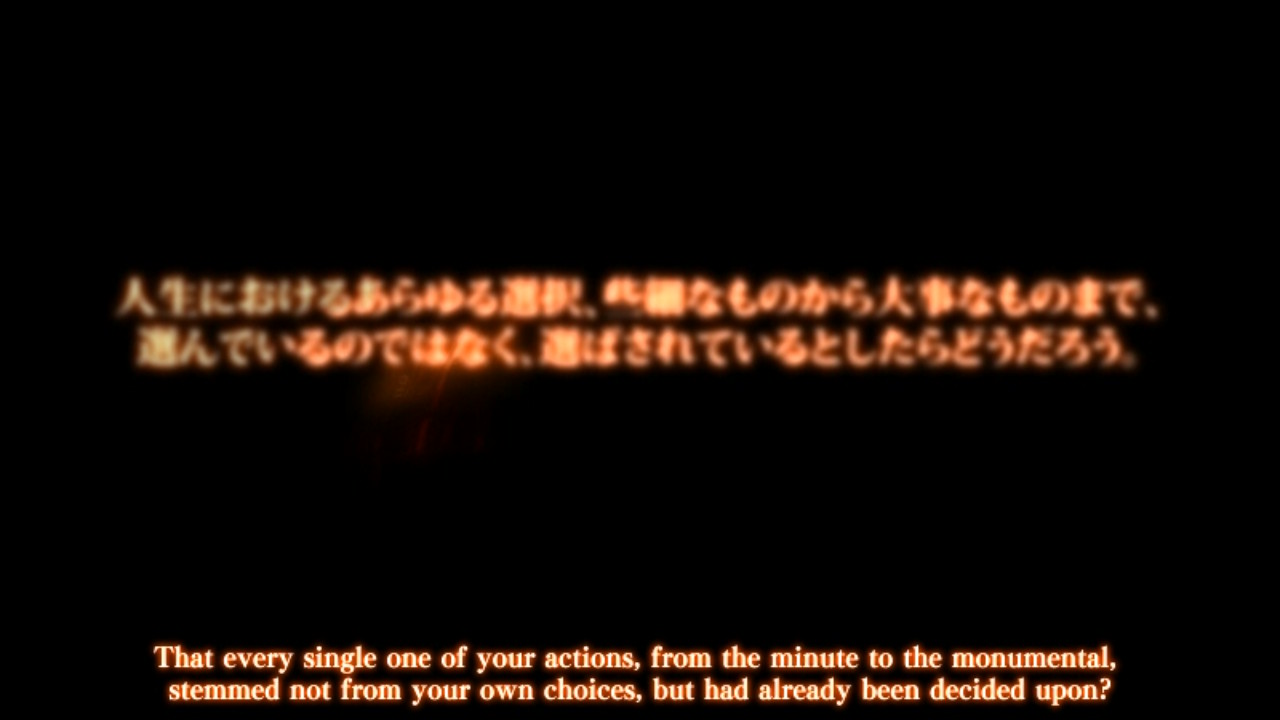 人生におけるあらゆる選択、些細なものから大事なものまで、
選んでいるのではなく、選ばされているとしたらどうだろう。
That every single one of your actions, from the minute to the monumental,
stemmed not from your own choices, but had already been decided upon?